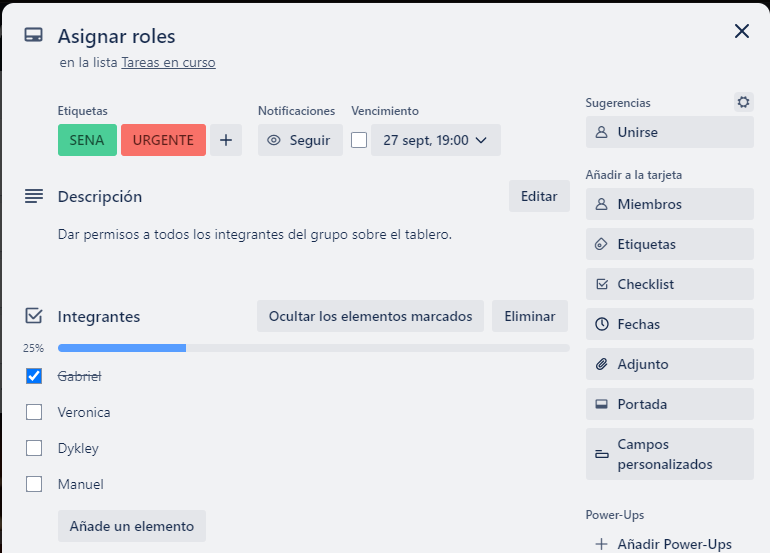 Asignar roles
en la lista Tareas en curso
Etiquetas
SENA
URGENTE
Notificaciones
Seguir
Vencimiento
27 sept, 19:00
Descripción
Editar
Dar permisos a todos los integrantes del grupo sobre el tablero.
Integrantes
Ocultar los elementos marcados
Eliminar
25%
Gabriel
Veronica
Dykley
Manuel
Añade un elemento
Sugerencias
Unirse
Añadir a la tarjeta
Miembros
Etiquetas
Checklist
Fechas
Adjunto
Portada
Campos
personalizados
Power-Ups
Añadir Power-Ups